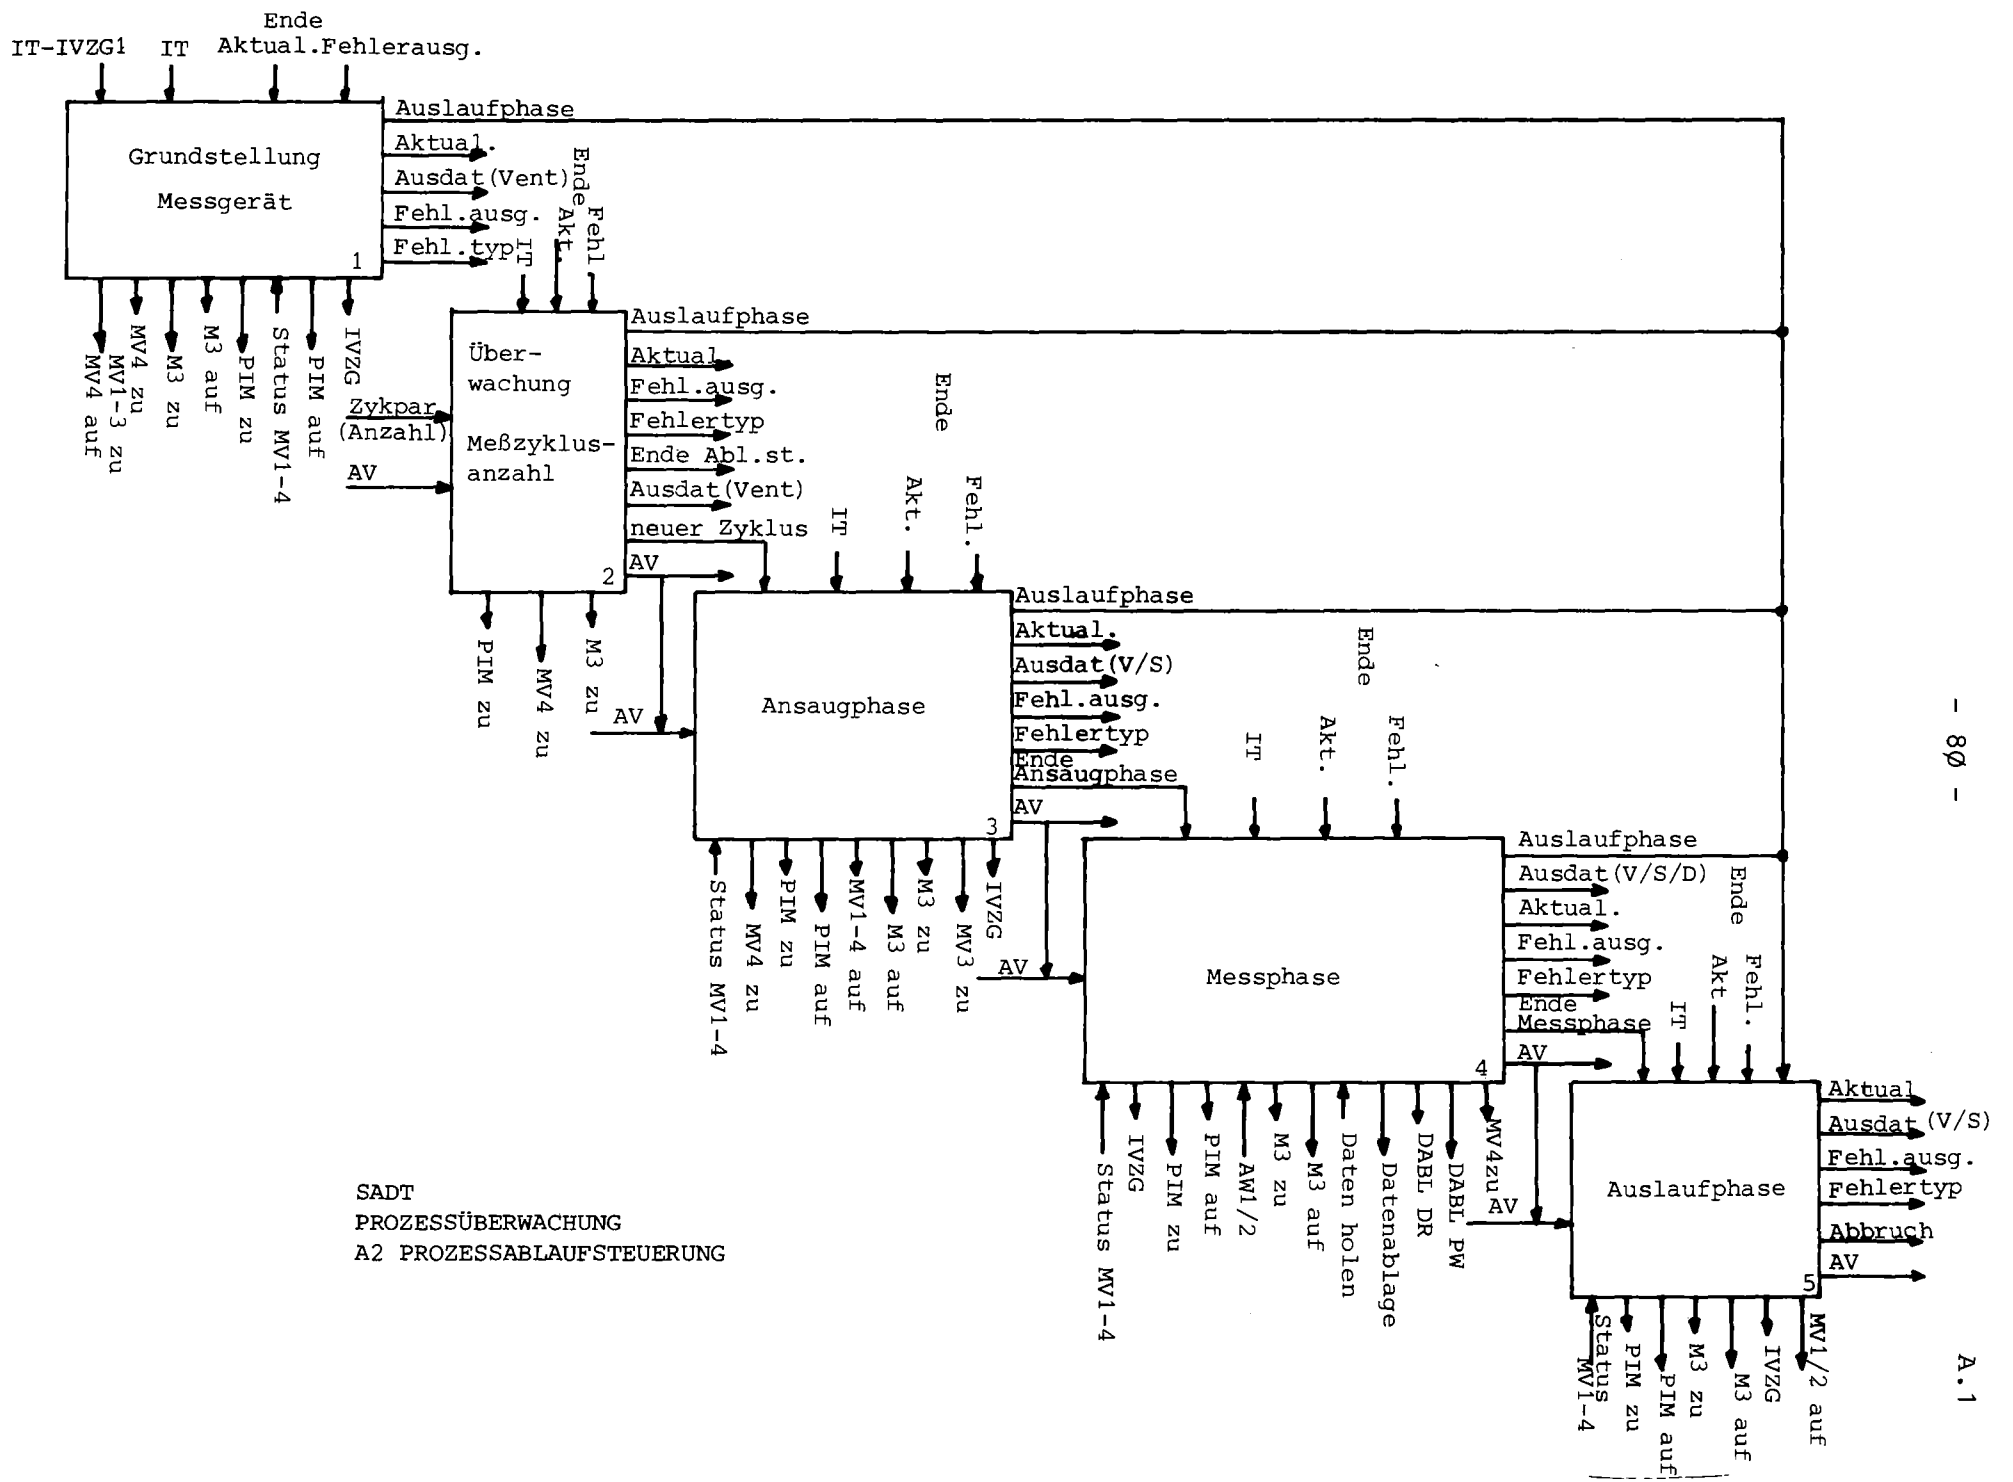 Ende
IT-IVZG1 IT Aktual.Fehlerausg.
Grundstellung
Messgerät
1
Auslaufphase
Aktual.
Ausdat(Vent)
Fehl.ausg.
Fehl.typ
MV4 auf
MV1-3 zu
MV4 zu
M3 zu
M3 auf
PIM zu
Status MV1-4
PIM auf
IVZG
IT
Ende
Akt.
Fehl
Zykpar
(Anzahl)
AV
Über-
wachung
Meßzyklus-
anzahl
2
Auslaufphase
Aktual
Fehl.ausg.
Fehlertyp
Ende Abl.st.
Ausdat(Vent)
neuer Zyklus
AV
PIM zu
MV4 zu
M3 zu
Ende
IT
Akt.
Fehl.
AV
Ansaugphase
3
Auslaufphase
Aktual.
Ausdat(V/S)
Fehl.ausg.
Fehlertyp
Ende
Ansaugphase
AV
Status MV1-4
MV4 zu
PIM zu
PIM auf
MV1-4 auf
M3 auf
M3 zu
MV3 zu
IVZG
Ende
IT
Akt.
Fehl.
AV
Messphase
4
Auslaufphase
Ausdat(V/S/D)
Aktual.
Fehl.ausg.
Fehlertyp
Ende
Messphase
AV
Status MV1-4
IVZG
PIM zu
PIM auf
AW1/2
M3 zu
M3 auf
Daten holen
Datenablage
DABL DR
DABL PW
MV4zu
Ende
IT
Akt
Fehl.
AV
Auslaufphase
5
Aktual
Ausdat(V/S)
Fehl.ausg.
Fehlertyp
Abbruch
AV
Status
MV1-4
PIM zu
PIM auf
M3 zu
M3 auf
IVZG
MV1/2 auf
SADT
PROZESSÜBERWACHUNG
A2 PROZESSABLAUFSTEUERUNG
- 8Ø -
A.1